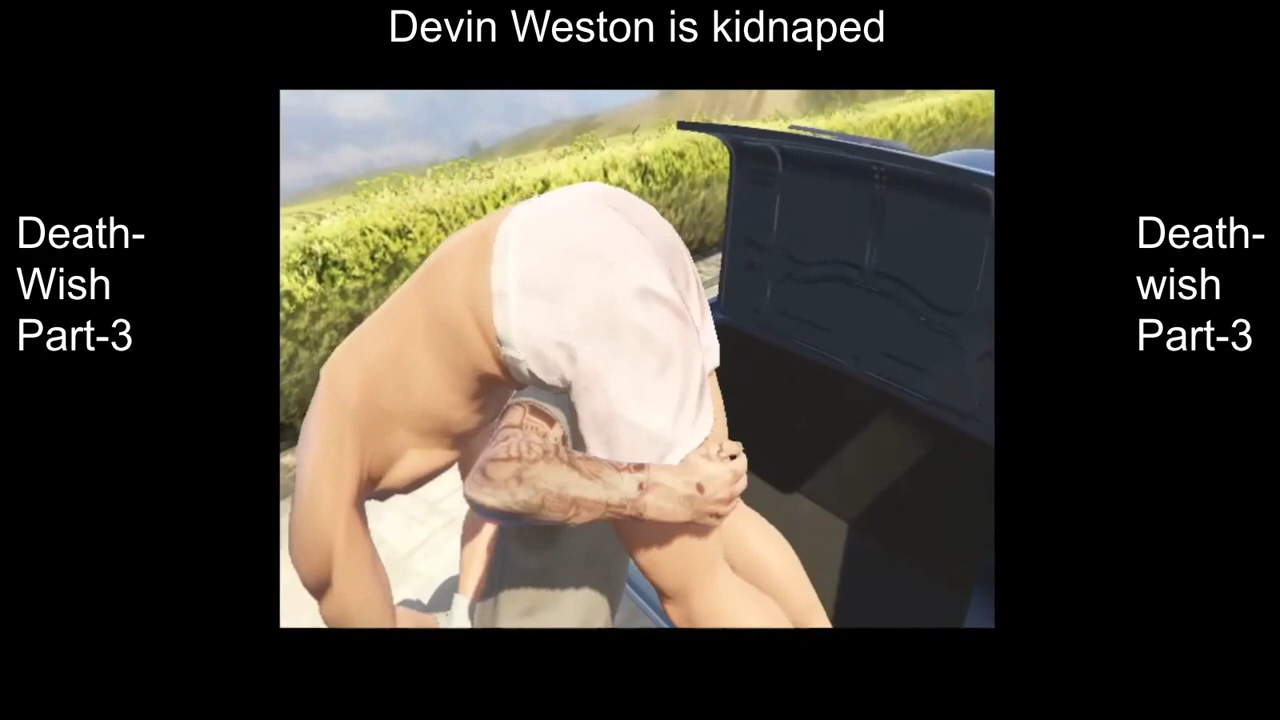 Devin Weston is kidnaped
Death-
Wish
Part-3
Death-
wish
Part-3